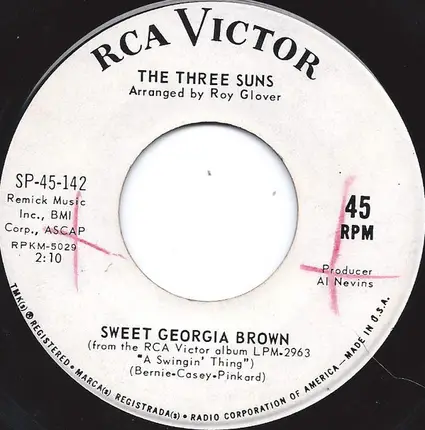 RCA VICTOR
THE THREE SUNS
Arranged by Roy Glover
SP-45-142
Remick Music
Inc., BMI
Corp., ASCAP
RPKM-5029
2:10
45
RPM
Producer
Al Nevins
SWEET GEORGIA BROWN
(from the RCA Victor album LPM-2963
"A Swingin' Thing")
(Bernie-Casey-Pinkard)
TMK(s) ® REGISTERED • MARCA(s) REGISTRADA(s) • RADIO CORPORATION OF AMERICA - MADE IN U.S.A.